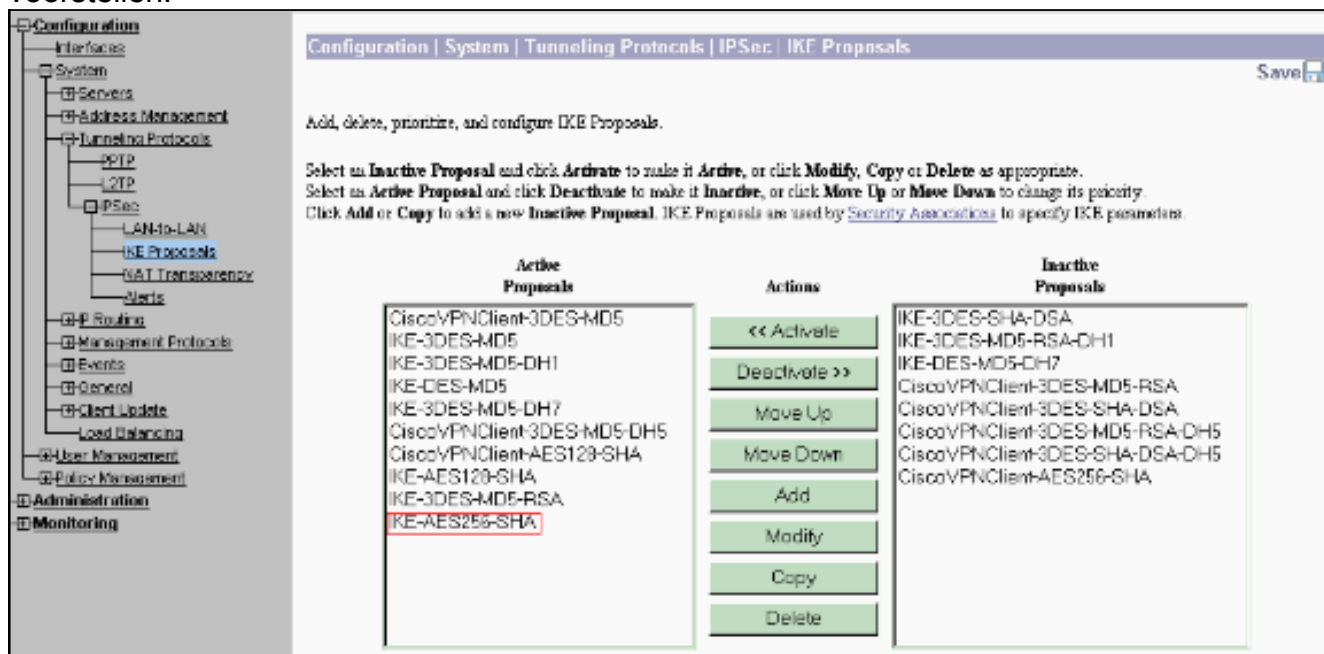 voorstellen.
Configuration
Interfaces
System
Servers
Address Management
Tunneling Protocols
PPTP
L2TP
IPSec
LAN-to-LAN
IKE Proposals
NAT Transparency
Alerts
IP Routing
Management Protocols
Events
General
Client Update
Load Balancing
User Management
Policy Management
Administration
Monitoring
Configuration | System | Tunneling Protocols | IPSec | IKE Proposals
Save
Add, delete, prioritize, and configure IKE Proposals.
Select an Inactive Proposal and click Activate to make it Active, or click Modify, Copy or Delete as appropriate.
Select an Active Proposal and click Deactivate to make it Inactive, or click Move Up or Move Down to change its priority.
Click Add or Copy to add a new Inactive Proposal. IKE Proposals are used by Security Associations to specify IKE parameters.
Active Proposals
Actions
Inactive Proposals
CiscoVPNClient-3DES-MD5
IKE-3DES-MD5
IKE-3DES-MD5-DH1
IKE-DES-MD5
IKE-3DES-MD5-DH7
CiscoVPNClient-3DES-MD5-DH5
CiscoVPNClient-AES128-SHA
IKE-AES128-SHA
IKE-3DES-MD5-RSA
IKE-AES256-SHA
<< Activate
Deactivate >>
Move Up
Move Down
Add
Modify
Copy
Delete
IKE-3DES-SHA-DSA
IKE-3DES-MD5-RSA-DH1
IKE-DES-MD5-DH7
CiscoVPNClient-3DES-MD5-RSA
CiscoVPNClient-3DES-SHA-DSA
CiscoVPNClient-3DES-MD5-RSA-DH5
CiscoVPNClient-3DES-SHA-DSA-DH5
CiscoVPNClient-AES256-SHA